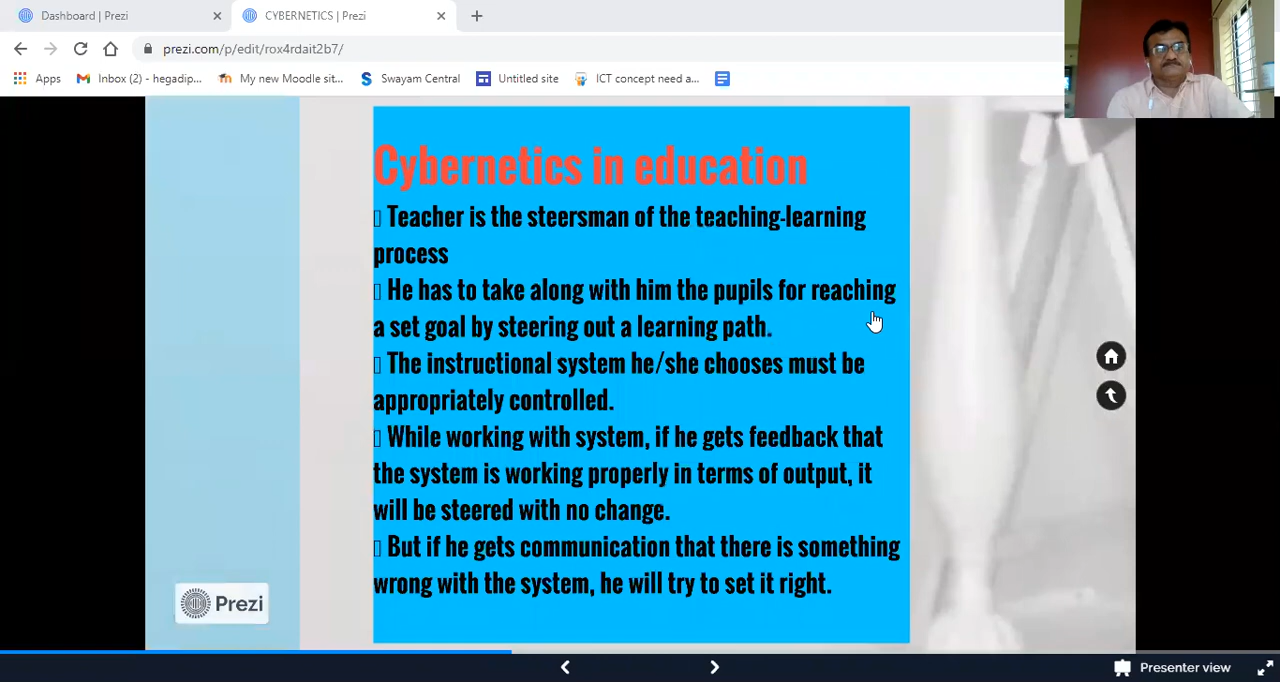 Dashboard | Prezi
CYBERNETICS | Prezi
prezi.com/p/edit/rox4rdait2b7/
Apps
Inbox (2) - hegadip...
My new Moodle sit...
Swayam Central
Untitled site
ICT concept need a...
Cybernetics in education
Teacher is the steersman of the teaching-learning
process
He has to take along with him the pupils for reaching
a set goal by steering out a learning path.
The instructional system he/she chooses must be
appropriately controlled.
While working with system, if he gets feedback that
the system is working properly in terms of output, it
will be steered with no change.
But if he gets communication that there is something
wrong with the system, he will try to set it right.
Prezi
Presenter view